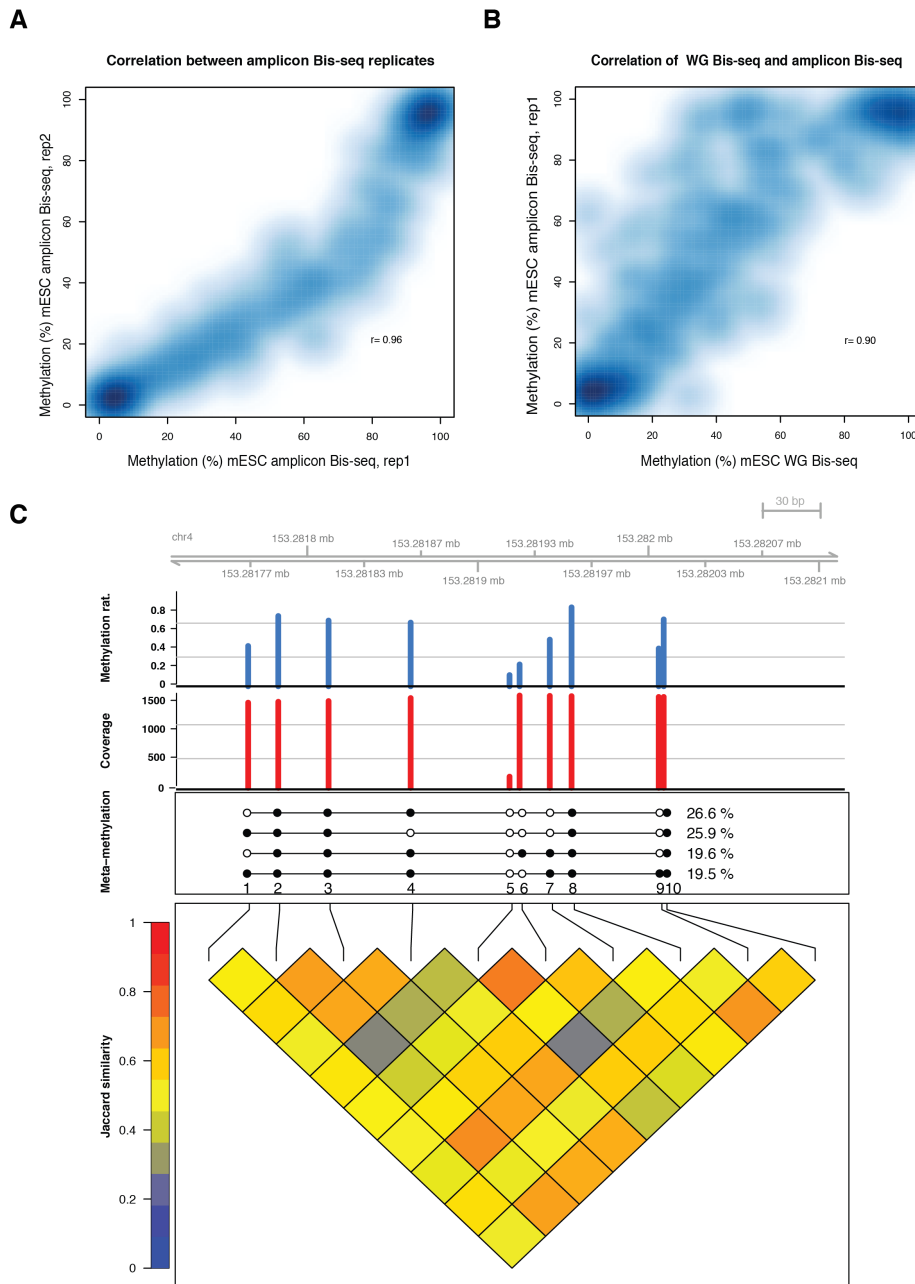 A
B
Correlation between amplicon Bis-seq replicates
Correlation of WG Bis-seq and amplicon Bis-seq
Methylation (%) mESC amplicon Bis-seq, rep2
0 20 40 60 80 100
r= 0.96
0 20 40 60 80 100
Methylation (%) mESC amplicon Bis-seq, rep1
Methylation (%) mESC amplicon Bis-seq, rep1
0 20 40 60 80 100
r= 0.90
0 20 40 60 80 100
Methylation (%) mESC WG Bis-seq
C
30 bp
chr4
153.2818 mb 153.28187 mb 153.28193 mb 153.282 mb 153.28207 mb
153.28177 mb 153.28183 mb 153.2819 mb 153.28197 mb 153.28203 mb 153.2821 mb
Methylation rat.
0.8
0.6
0.4
0.2
0
Coverage
1500
1000
500
0
Meta-methylation
26.6 %
25.9 %
19.6 %
19.5 %
1 2 3 4 5 6 7 8 9 10
Jaccard similarity
1
0.8
0.6
0.4
0.2
0